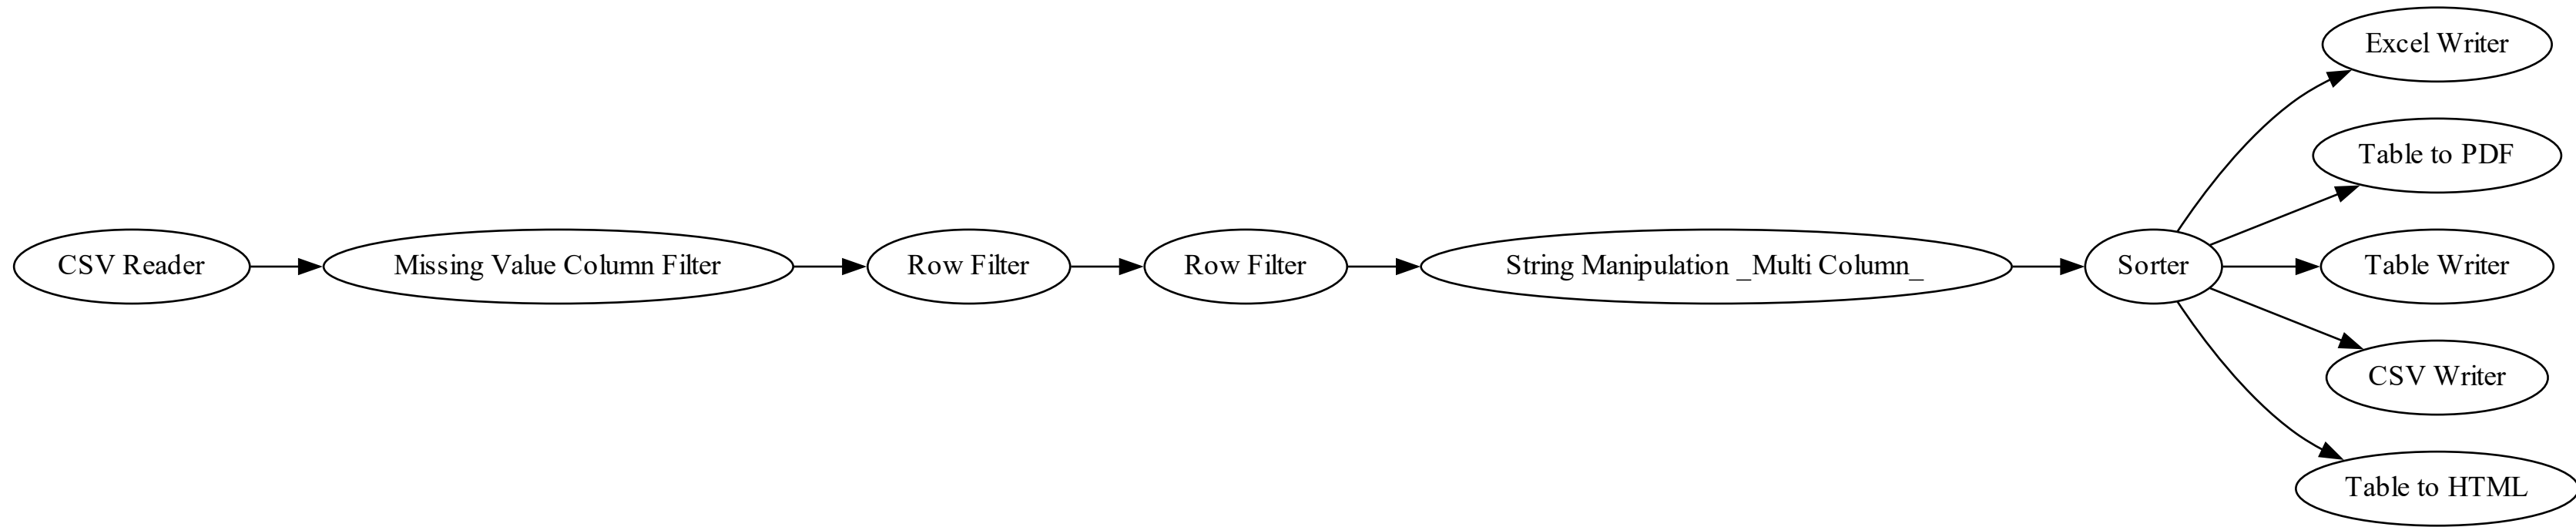 CSV Reader
Missing Value Column Filter
Row Filter
Row Filter
String Manipulation _Multi Column_
Sorter
Excel Writer
Table to PDF
Table Writer
CSV Writer
Table to HTML